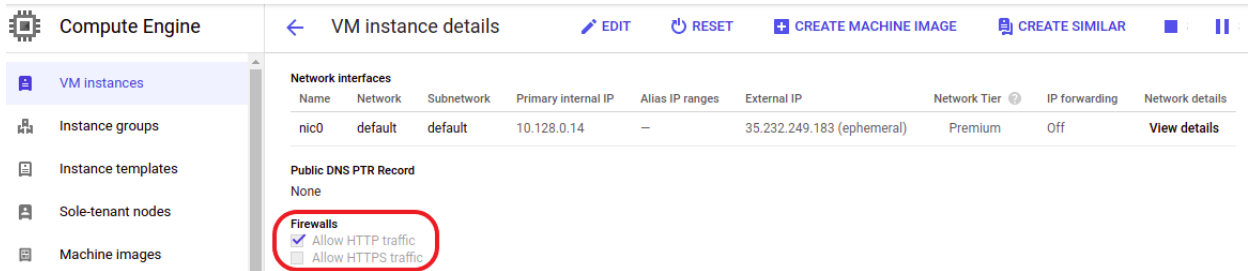 Compute Engine
VM instance details
EDIT
RESET
CREATE MACHINE IMAGE
CREATE SIMILAR
VM instances
Instance groups
Instance templates
Sole-tenant nodes
Machine images
Network interfaces
Name Network Subnetwork Primary internal IP Alias IP ranges External IP Network Tier IP forwarding Network details
nic0 default default 10.128.0.14 — 35.232.249.183 (ephemeral) Premium Off View details
Public DNS PTR Record
None
Firewalls
Allow HTTP traffic
Allow HTTPS traffic